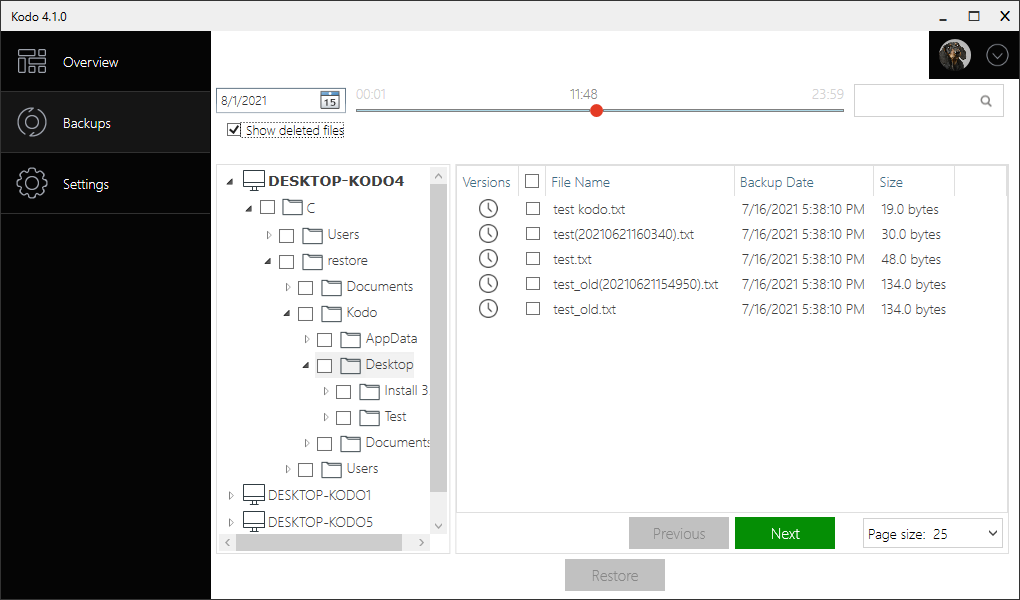 Kodo 4.1.0
Overview
Backups
Settings
8/1/2021 15
00:01 11:48 23:59
Show deleted files
DESKTOP-KODO4
C
Users
restore
Documents
Kodo
AppData
Desktop
Install 3
Test
Documents
Users
DESKTOP-KODO1
DESKTOP-KODO5
Versions File Name Backup Date Size
test kodo.txt 7/16/2021 5:38:10 PM 19.0 bytes
test(20210621160340).txt 7/16/2021 5:38:10 PM 30.0 bytes
test.txt 7/16/2021 5:38:10 PM 48.0 bytes
test_old(20210621154950).txt 7/16/2021 5:38:10 PM 134.0 bytes
test_old.txt 7/16/2021 5:38:10 PM 134.0 bytes
Previous Next Page size: 25
Restore